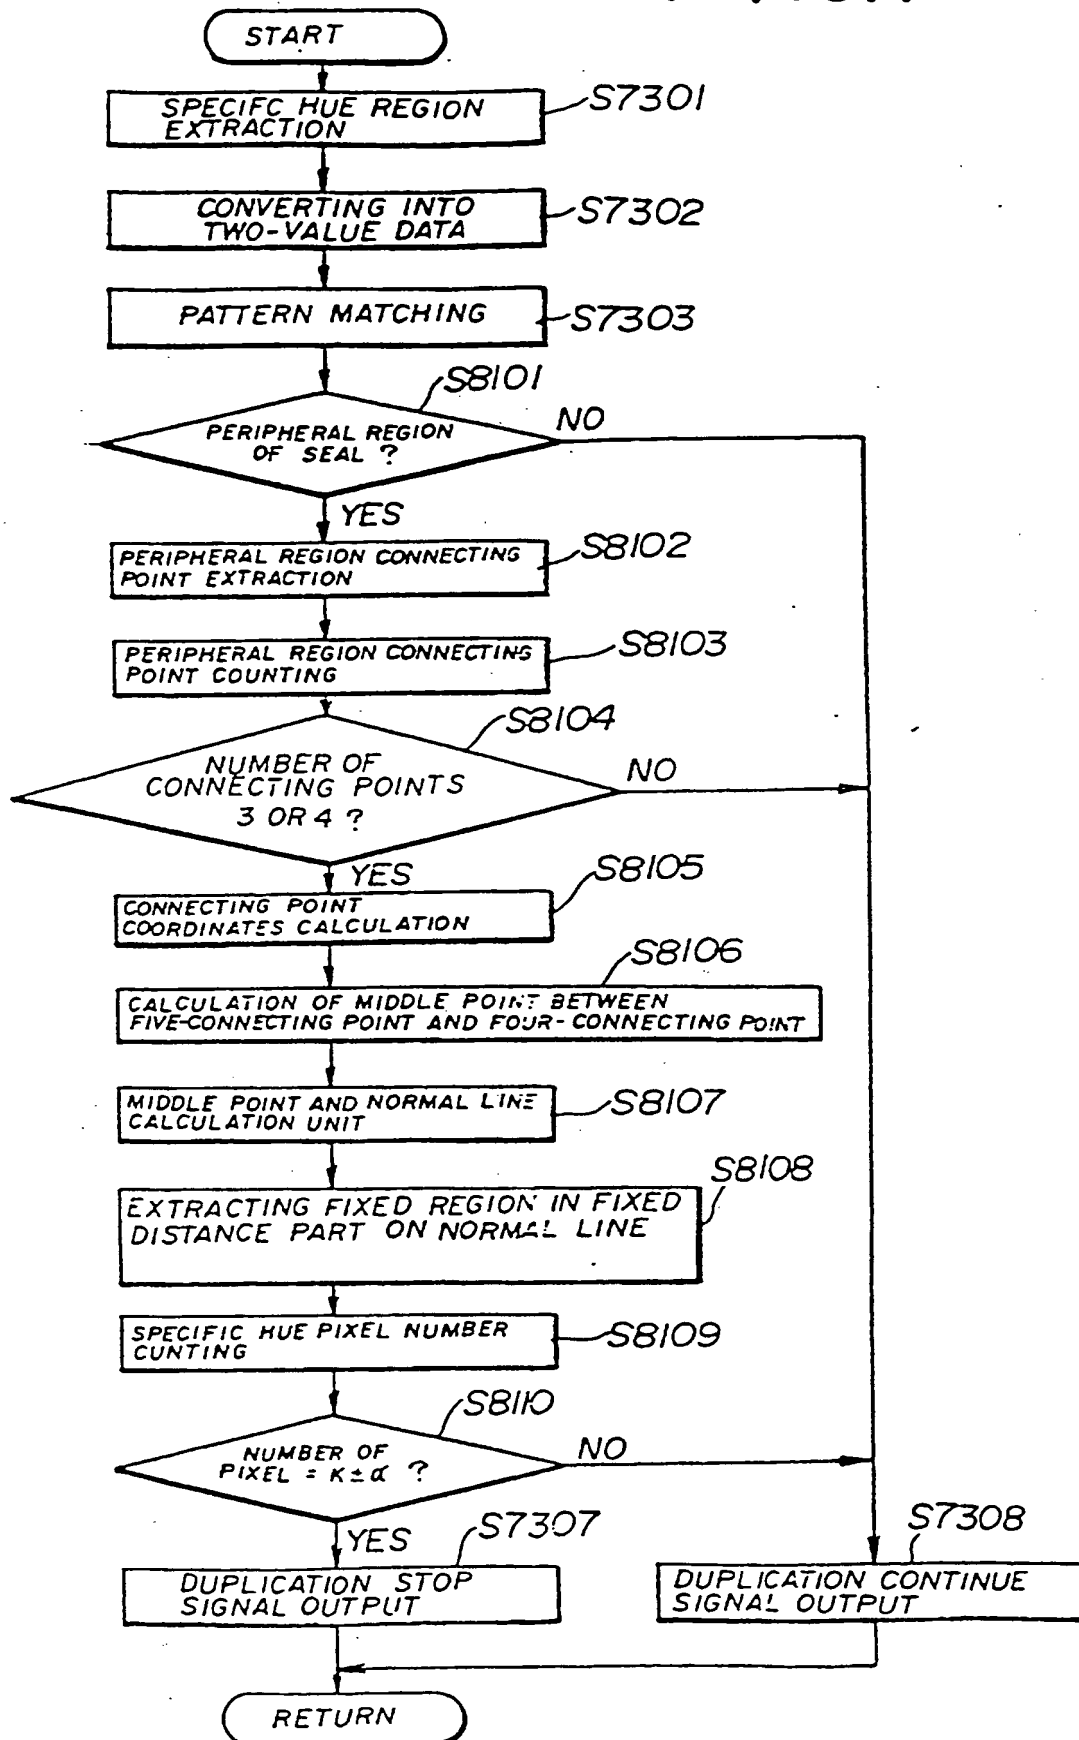 START
SPECIFC HUE REGION
EXTRACTION
S7301
CONVERTING INTO
TWO-VALUE DATA
S7302
PATTERN MATCHING
S7303
S8101
PERIPHERAL REGION
OF SEAL ?
NO
YES
PERIPHERAL REGION CONNECTING
POINT EXTRACTION
S8102
PERIPHERAL REGION CONNECTING
POINT COUNTING
S8103
S8104
NUMBER OF
CONNECTING POINTS
3 OR 4 ?
NO
YES
CONNECTING POINT
COORDINATES CALCULATION
S8105
S8106
CALCULATION OF MIDDLE POINT BETWEEN
FIVE-CONNECTING POINT AND FOUR-CONNECTING POINT
MIDDLE POINT AND NORMAL LINE
CALCULATION UNIT
S8107
S8108
EXTRACTING FIXED REGION IN FIXED
DISTANCE PART ON NORMAL LINE
SPECIFIC HUE PIXEL NUMBER
CUNTING
S8109
S8110
NUMBER OF
PIXEL = K ± α ?
NO
YES
S7307
DUPLICATION STOP
SIGNAL OUTPUT
S7308
DUPLICATION CONTINUE
SIGNAL OUTPUT
RETURN